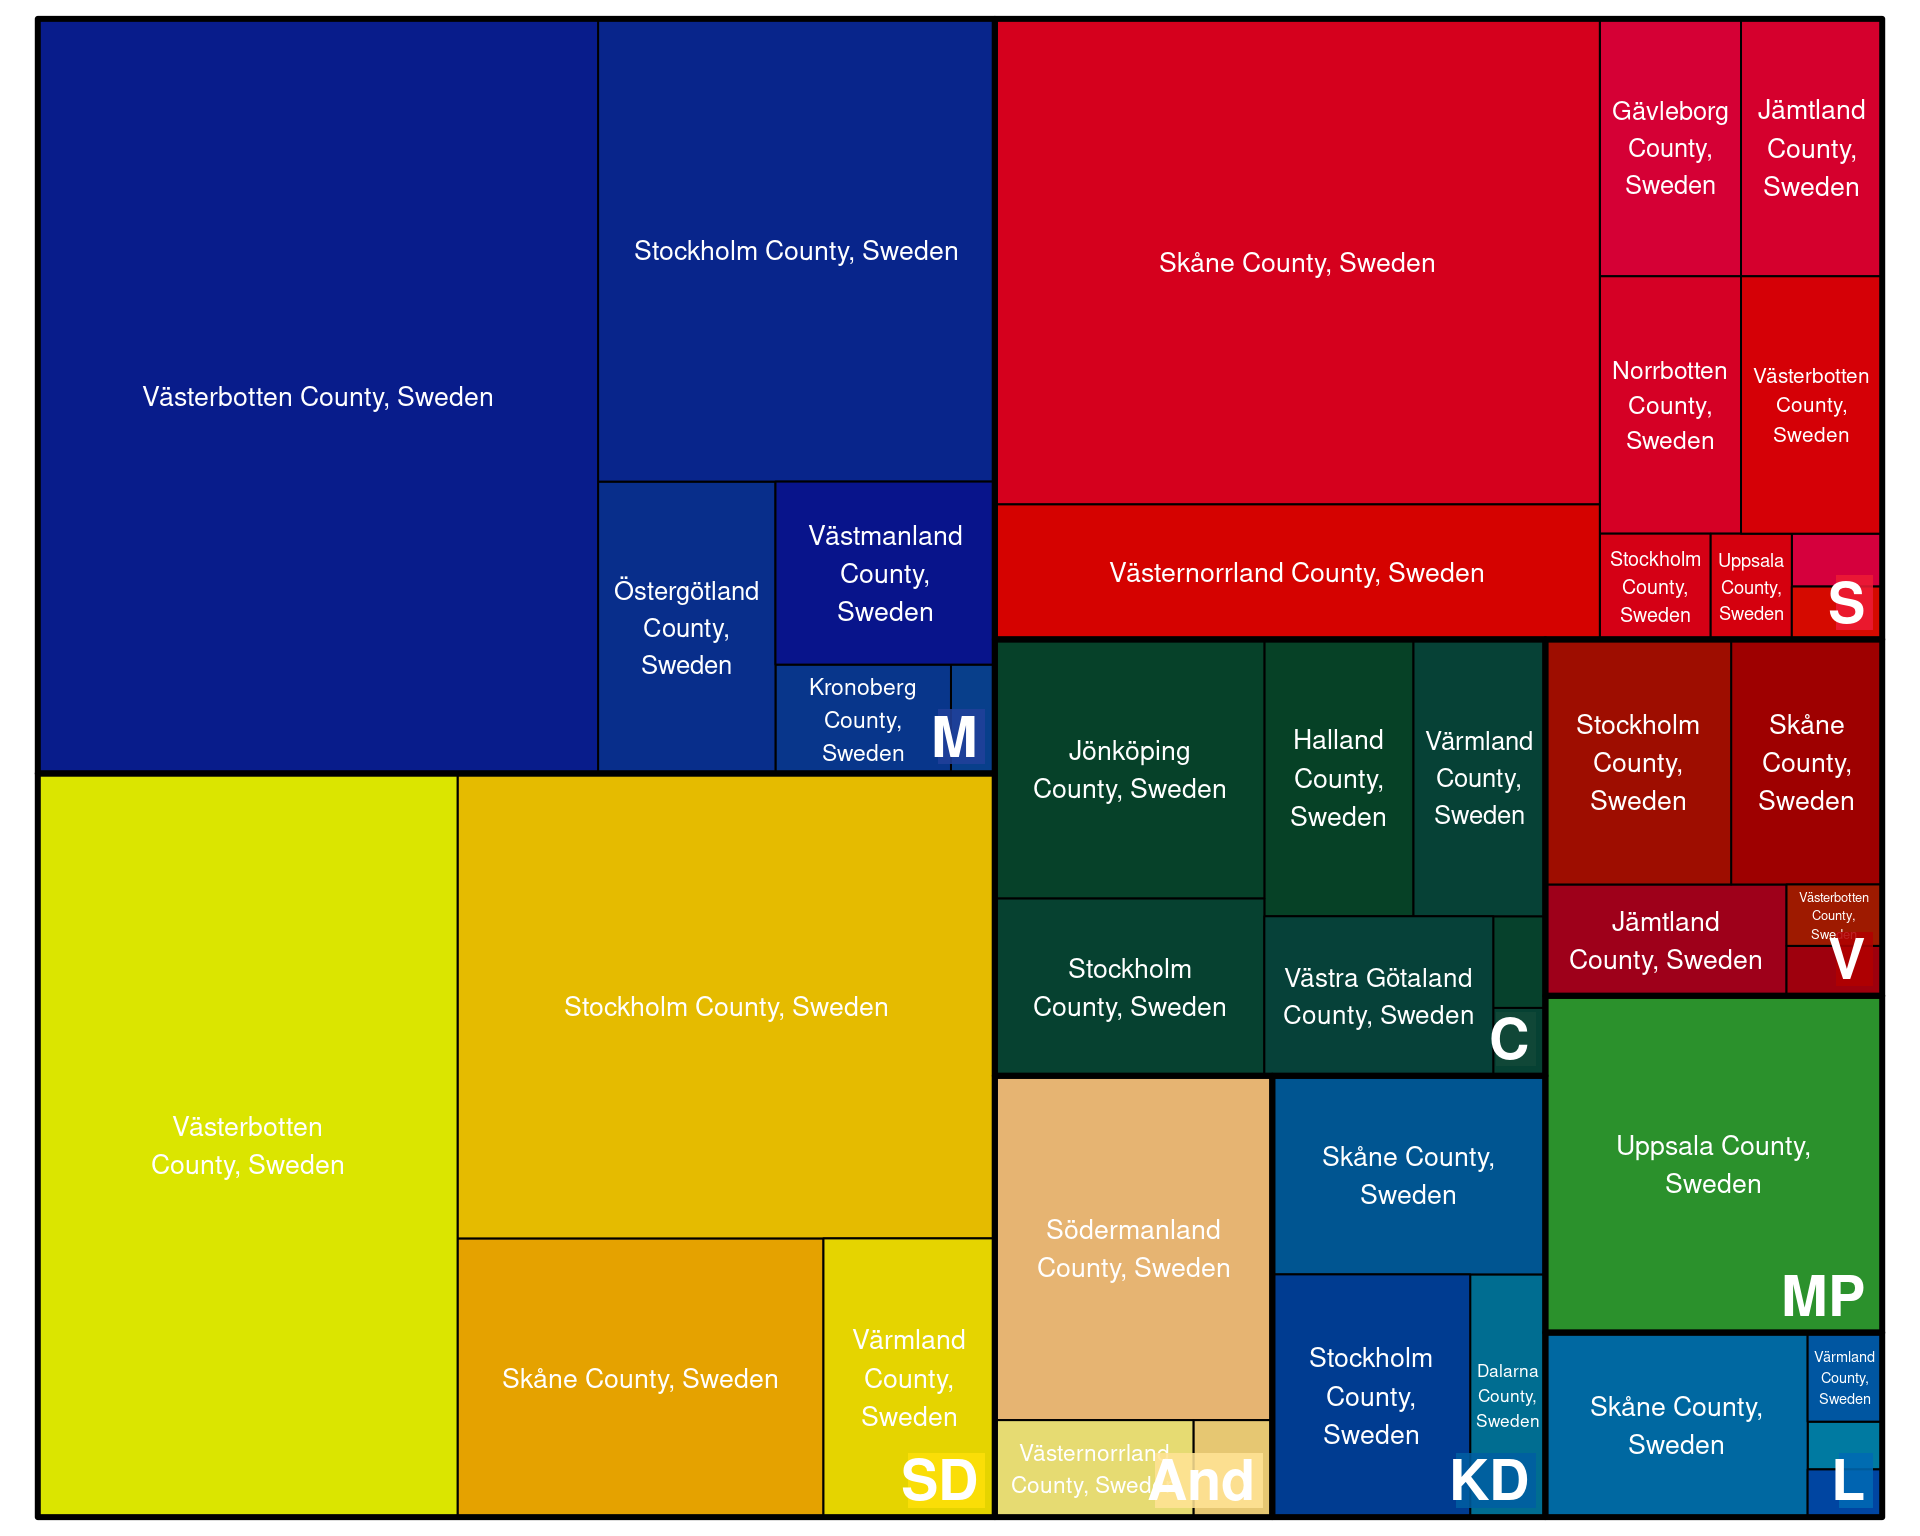 Västerbotten County, Sweden
Stockholm County, Sweden
Östergötland
County,
Sweden
Västmanland
County,
Sweden
Kronoberg
County,
Sweden
M
Västerbotten
County, Sweden
Stockholm County, Sweden
Skåne County, Sweden
Värmland
County,
Sweden
SD
Skåne County, Sweden
Västernorrland County, Sweden
Gävleborg
County,
Sweden
Jämtland
County,
Sweden
Norrbotten
County,
Sweden
Västerbotten
County,
Sweden
Stockholm
County,
Sweden
Uppsala
County,
Sweden
S
Jönköping
County, Sweden
Stockholm
County, Sweden
Halland
County,
Sweden
Värmland
County,
Sweden
Västra Götaland
County, Sweden
C
Stockholm
County,
Sweden
Skåne
County,
Sweden
Jämtland
County, Sweden
Västerbotten
County,
Sweden
V
Södermanland
County, Sweden
Västernorrland
County, Sweden
And
Skåne County,
Sweden
Stockholm
County,
Sweden
Dalarna
County,
Sweden
KD
Uppsala County,
Sweden
MP
Skåne County,
Sweden
Värmland
County,
Sweden
L